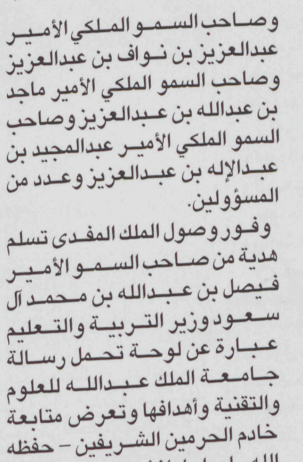 وصاحب السمو الملكي الأمير
عبدالعزيز بن نواف بن عبدالعزيز
وصاحب السمو الملكي الأمير ماجد
بن عبدالله بن عبدالعزيز وصاحب
السمو الملكي الأمير عبدالمجيد بن
عبدالإله بن عبدالعزيز وعدد من
المسؤولين.
وفور وصول الملك المفدى تسلم
هدية من صاحب السمو الأمير
فيصل بن عبدالله بن محمد آل
سعود وزير التربية والتعليم
عبارة عن لوحة تحمل رسالة
جامعة الملك عبدالله للعلوم
والتقنية وأهدافها وتعرض متابعة
خادم الحرمين الشريفين – حفظه